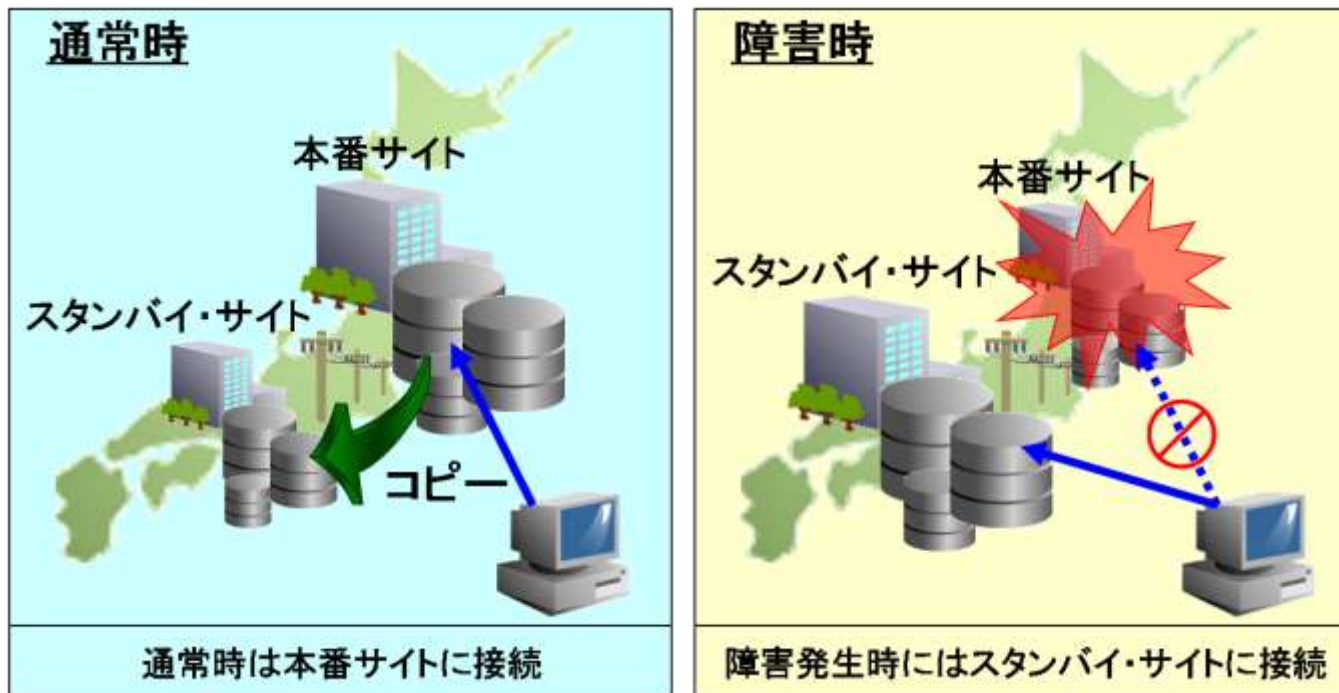 通常時
本番サイト
スタンバイ・サイト
コピー
通常時は本番サイトに接続
障害時
本番サイト
スタンバイ・サイト
障害発生時にはスタンバイ・サイトに接続